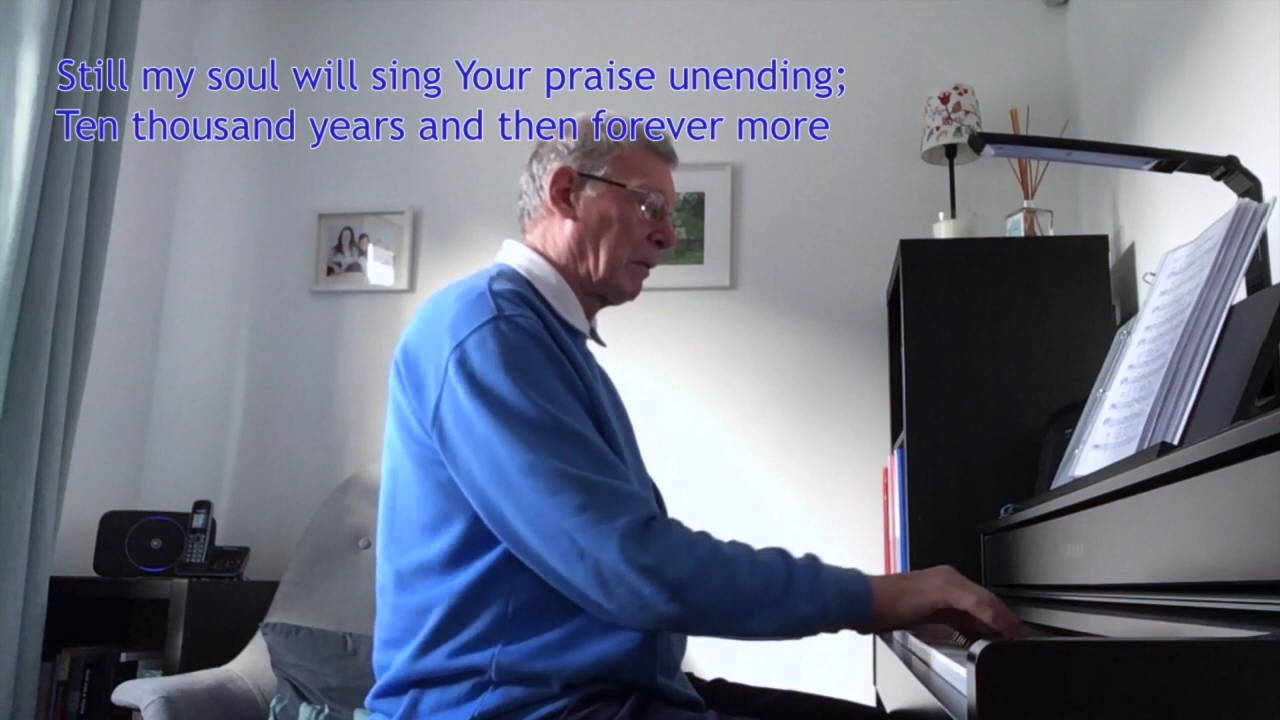 Still my soul will sing Your praise unending;
Ten thousand years and then forever more